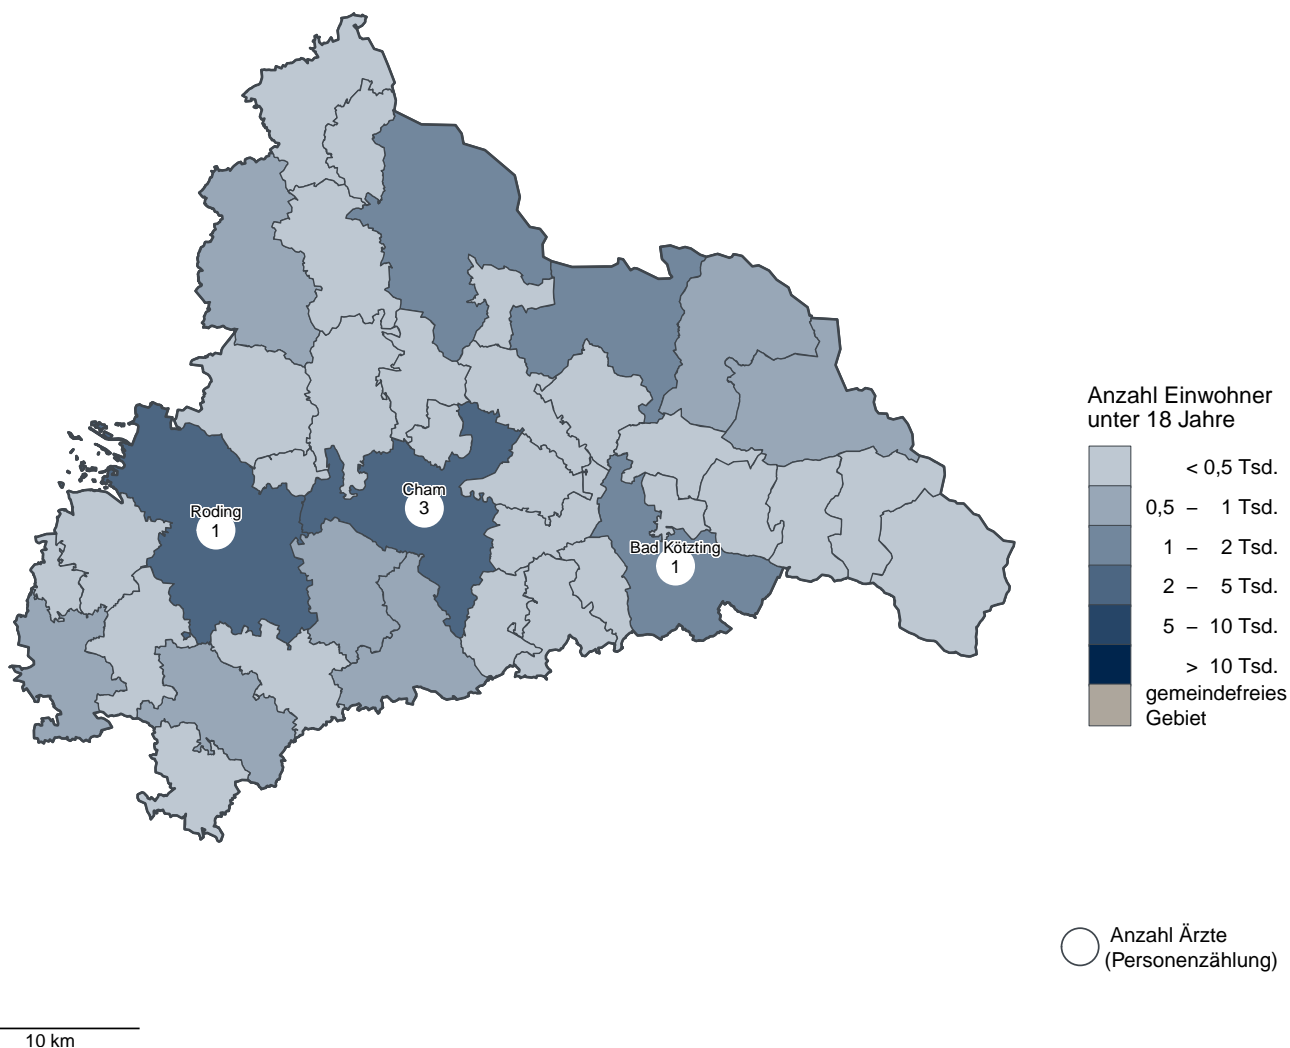 Anzahl Einwohner
unter 18 Jahre
< 0,5 Tsd.
0,5 – 1 Tsd.
1 – 2 Tsd.
2 – 5 Tsd.
5 – 10 Tsd.
> 10 Tsd.
gemeindefreies
Gebiet
Cham
3
Roding
1
Bad Kötzting
1
Anzahl Ärzte
(Personenzählung)
10 km